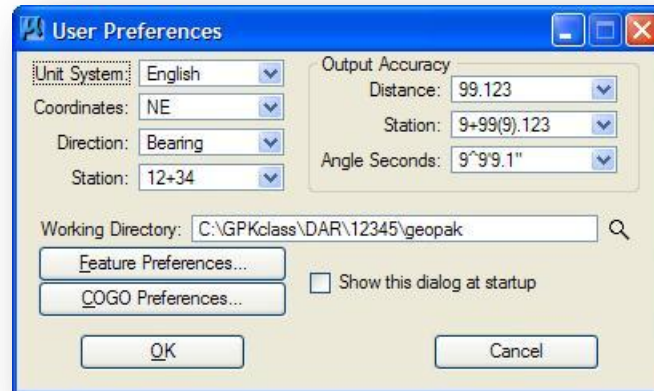 User Preferences
Unit System: English
Coordinates: NE
Direction: Bearing
Station: 12+34
Output Accuracy
Distance: 99.123
Station: 9+99(9).123
Angle Seconds: 9^9'9.1"
Working Directory: C:\GPKclass\DAR\12345\geopak
Feature Preferences...
COGO Preferences...
Show this dialog at startup
OK
Cancel